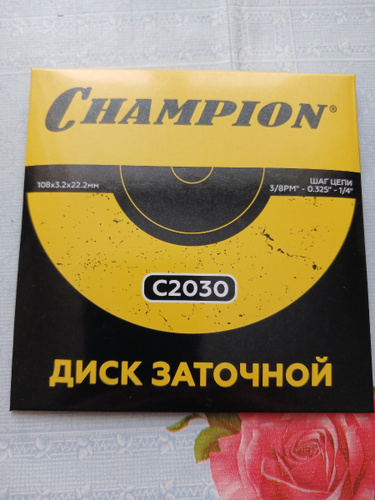 CHAMPION®
108x3.2x22.2мм
ШАГ ЦЕПИ
3/8PM" - 0.325" - 1/4"
C2030
ДИСК ЗАТОЧНОЙ